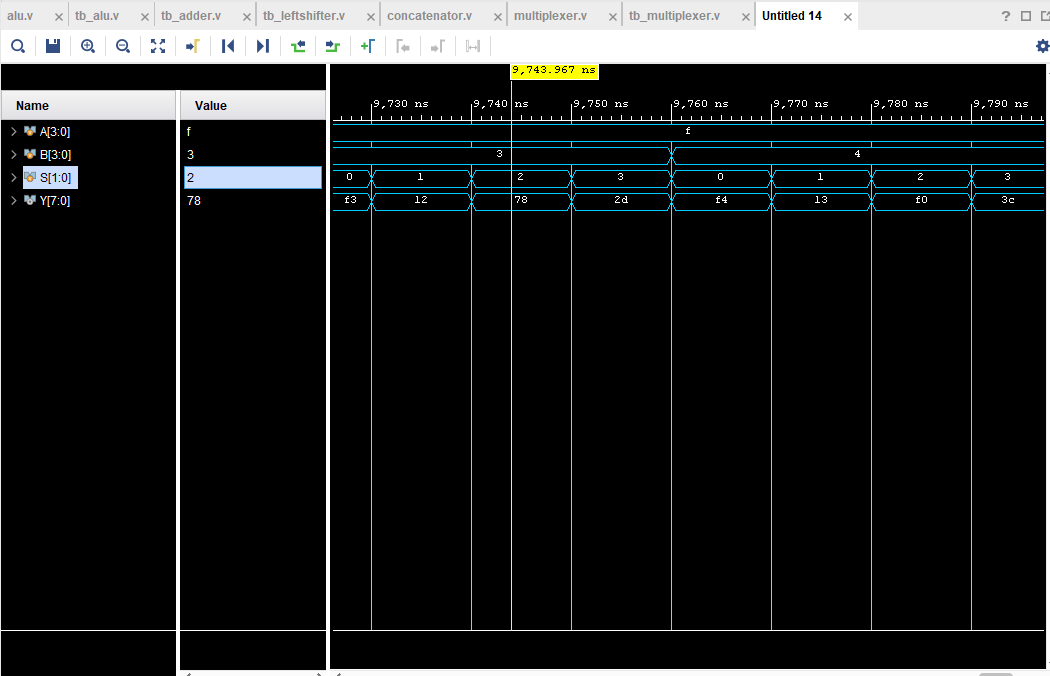 alu.v tb_alu.v tb_adder.v tb_leftshifter.v concatenator.v multiplexer.v tb_multiplexer.v Untitled 14
9,743.967 ns
Name Value
9,730 ns 9,740 ns 9,750 ns 9,760 ns 9,770 ns 9,780 ns 9,790 ns
A[3:0] f f
B[3:0] 3 3 4
S[1:0] 2 0 1 2 3 0 1 2 3
Y[7:0] 78 f3 12 78 2d f4 13 f0 3c